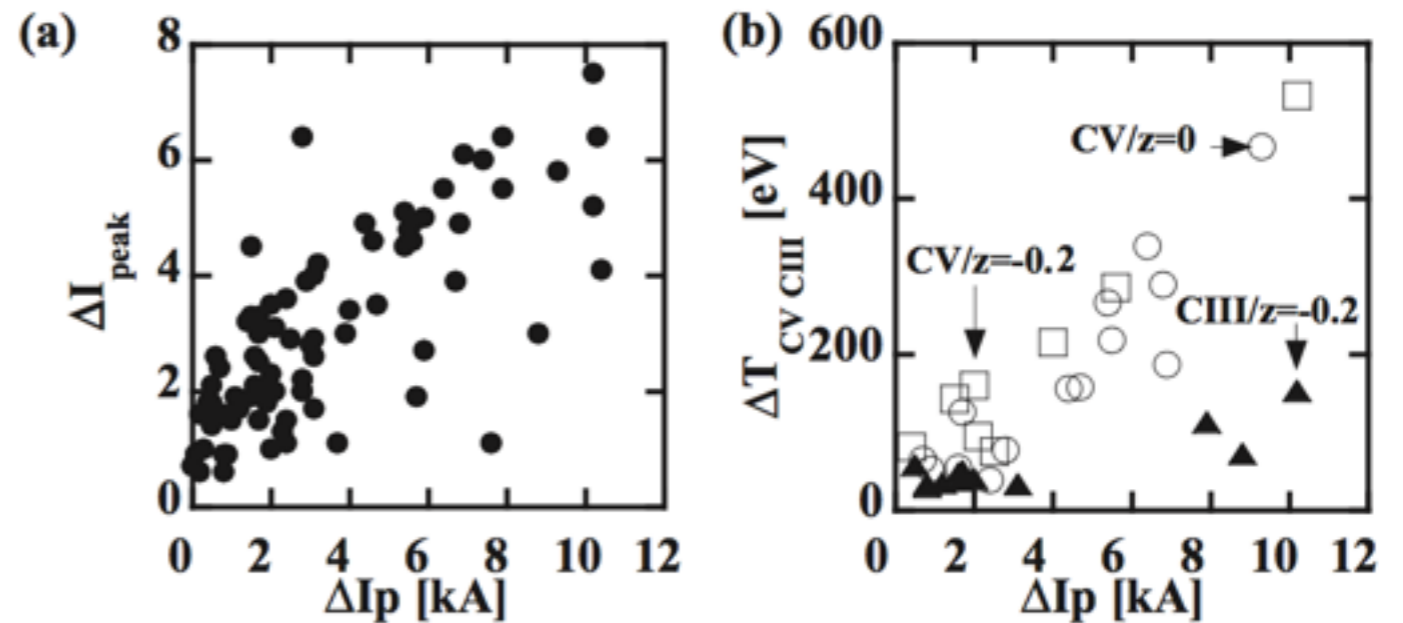 (a)
8
6
4
2
0
ΔI peak
0 2 4 6 8 10 12
ΔIp [kA]
(b)
600
400
200
0
ΔT CV CIII [eV]
CV/z=0
CV/z=-0.2
CIII/z=-0.2
0 2 4 6 8 10 12
ΔIp [kA]